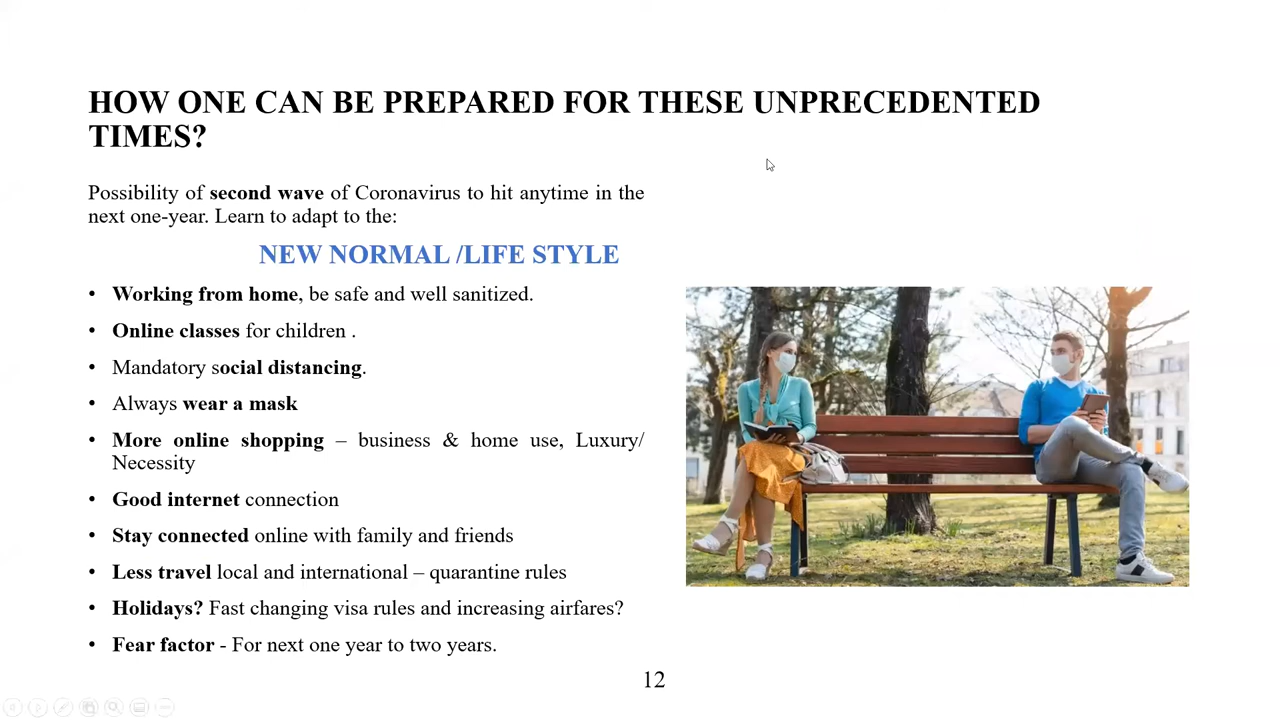 HOW ONE CAN BE PREPARED FOR THESE UNPRECEDENTED
TIMES?
Possibility of second wave of Coronavirus to hit anytime in the
next one-year. Learn to adapt to the:
NEW NORMAL /LIFE STYLE
• Working from home, be safe and well sanitized.
• Online classes for children .
• Mandatory social distancing.
• Always wear a mask
• More online shopping – business & home use, Luxury/
Necessity
• Good internet connection
• Stay connected online with family and friends
• Less travel local and international – quarantine rules
• Holidays? Fast changing visa rules and increasing airfares?
• Fear factor - For next one year to two years.
12